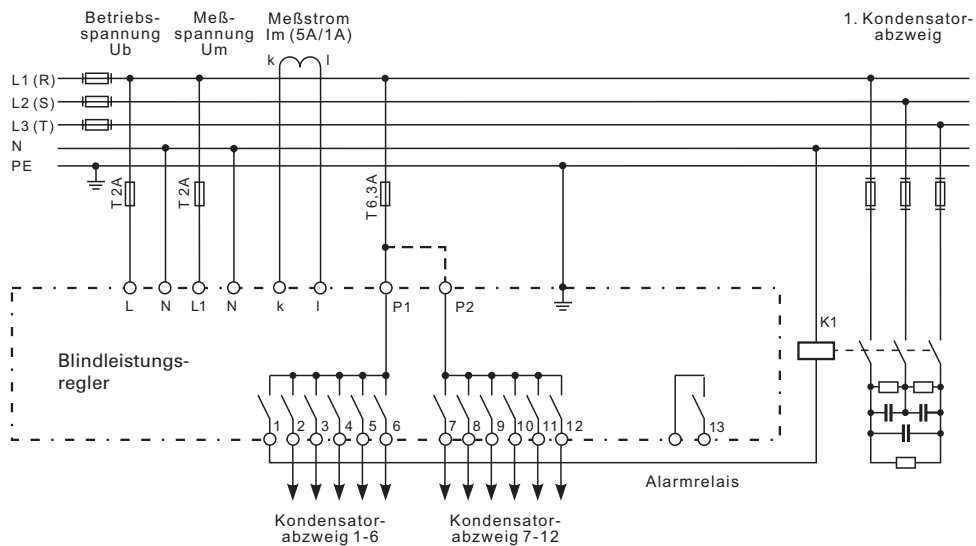 Betriebs-
spannung
Ub
Meß-
spannung
Um
Meßstrom
Im (5A/1A)
k l
1. Kondensator-
abzweig
L1 (R)
L2 (S)
L3 (T)
N
PE
T 2A
T 2A
T 6,3 A
L N L1 N k l P1 P2
K1
Blindleistungs-
regler
1 2 3 4 5 6 7 8 9 10 11 12 13
Alarmrelais
Kondensator-
abzweig 1-6
Kondensator-
abzweig 7-12